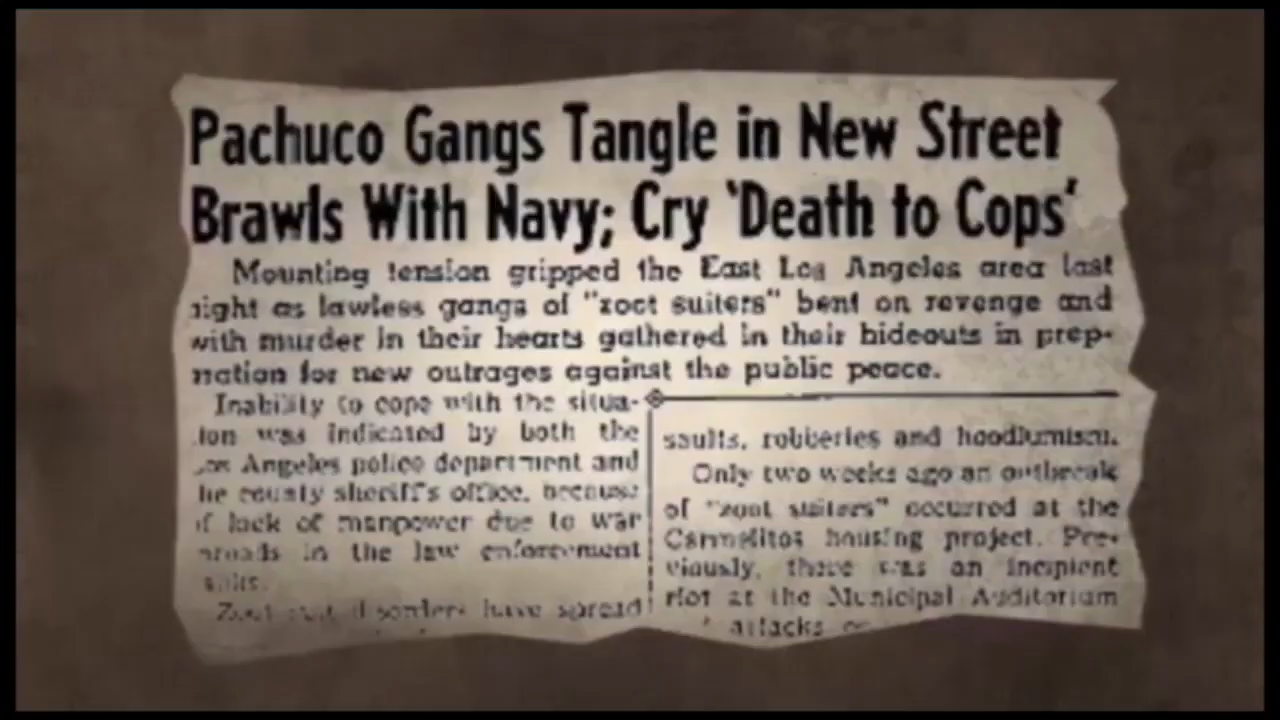 Pachuco Gangs Tangle in New Street
Brawls With Navy; Cry 'Death to Cops'
Mounting tension gripped the East Los Angeles area last
night as lawless gangs of "zoot suiters" bent on revenge and
with murder in their hearts gathered in their hideouts in prep-
for new outrages against the public peace.
Inability to cope with the situa-
was indicated by both the
Angeles police department and
county sheriff's office, because
of lack of manpower due to war
in the law enforcement
disorders have spread
saults, robberies and hoodlumism.
Only two weeks ago an outbreak
of "zoot suiters" occurred at the
Carmelitos housing project. Pre-
viously, there was an incipient
riot at the Municipal Auditorium
attacks